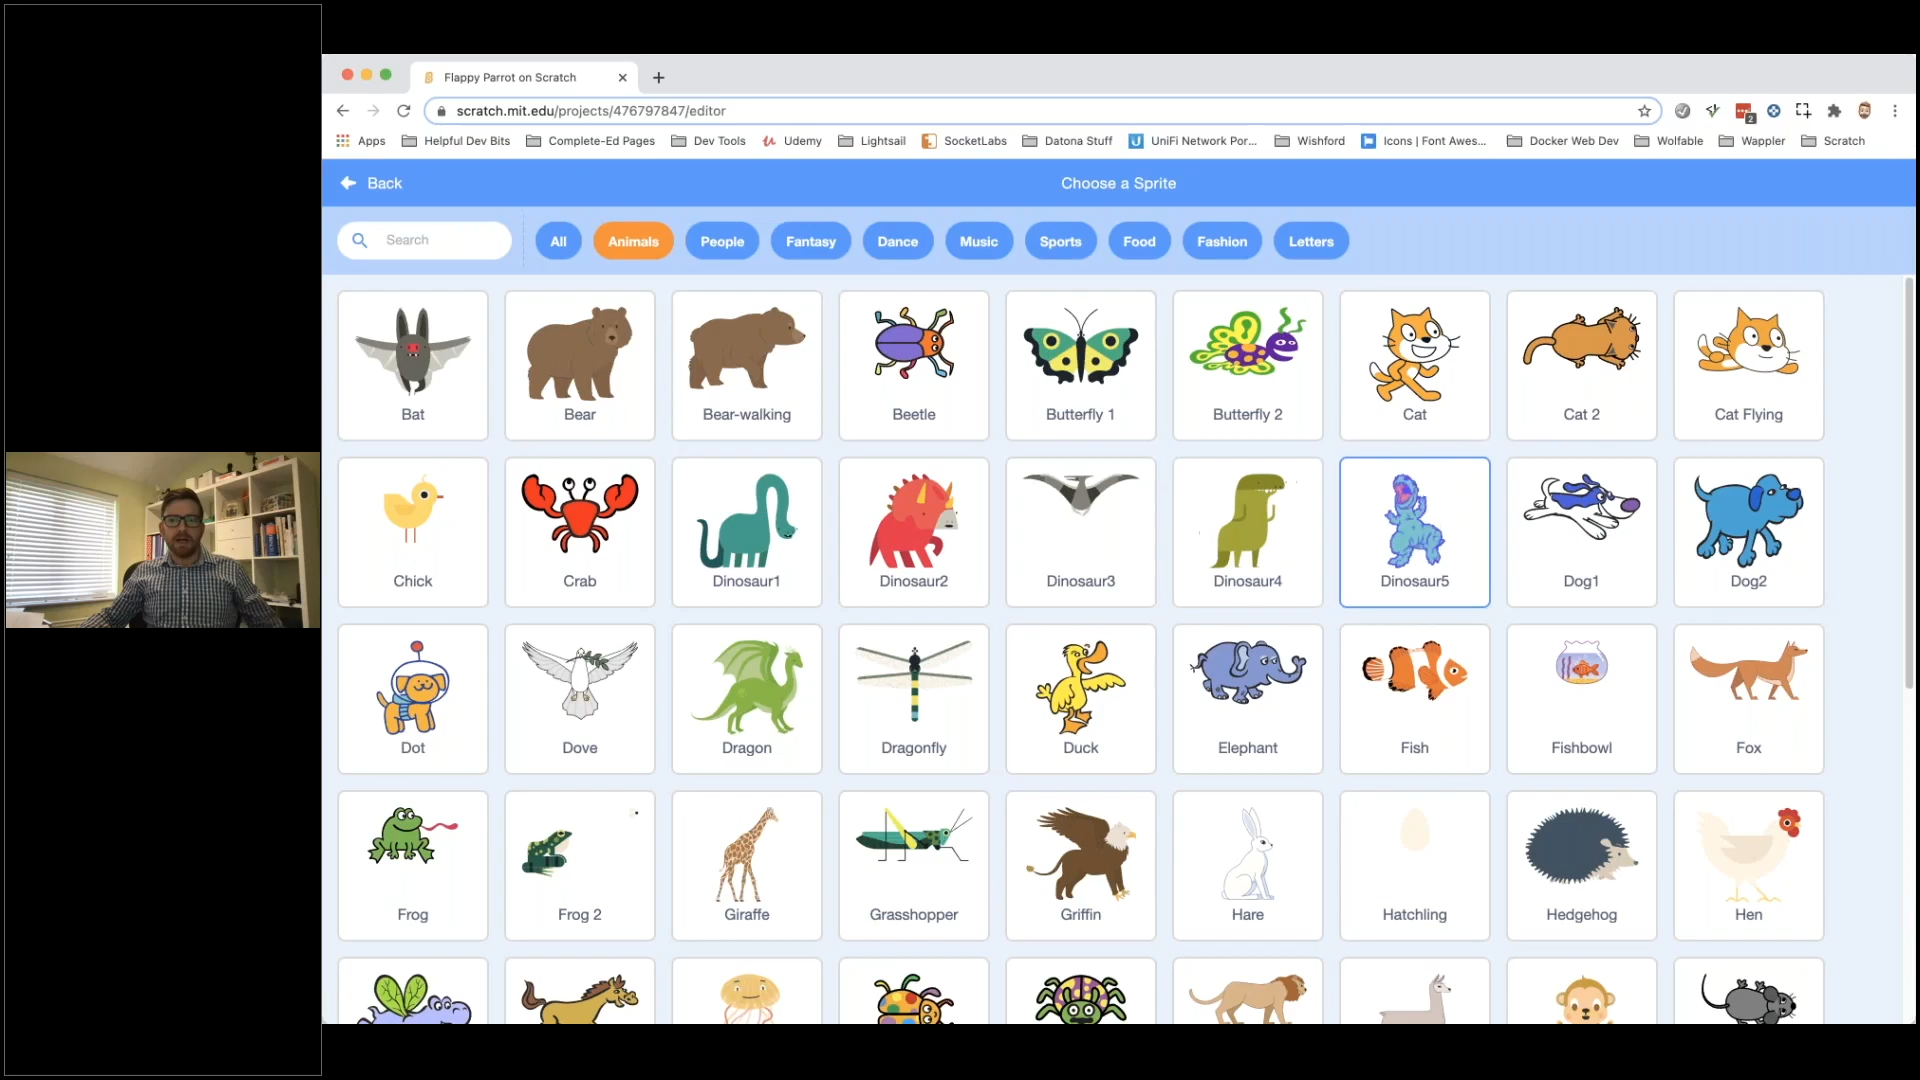 Flappy Parrot on Scratch
scratch.mit.edu/projects/476797847/editor
2
Apps Helpful Dev Bits Complete-Ed Pages Dev Tools Udemy Lightsail SocketLabs Datona Stuff UniFi Network Por... Wishford Icons | Font Awes... Docker Web Dev Wolfable Wappler Scratch
Back Choose a Sprite
Search All Animals People Fantasy Dance Music Sports Food Fashion Letters
Bat Bear Bear-walking Beetle Butterfly 1 Butterfly 2 Cat Cat 2 Cat Flying
Chick Crab Dinosaur1 Dinosaur2 Dinosaur3 Dinosaur4 Dinosaur5 Dog1 Dog2
Dot Dove Dragon Dragonfly Duck Elephant Fish Fishbowl Fox
Frog Frog 2 Giraffe Grasshopper Griffin Hare Hatchling Hedgehog Hen